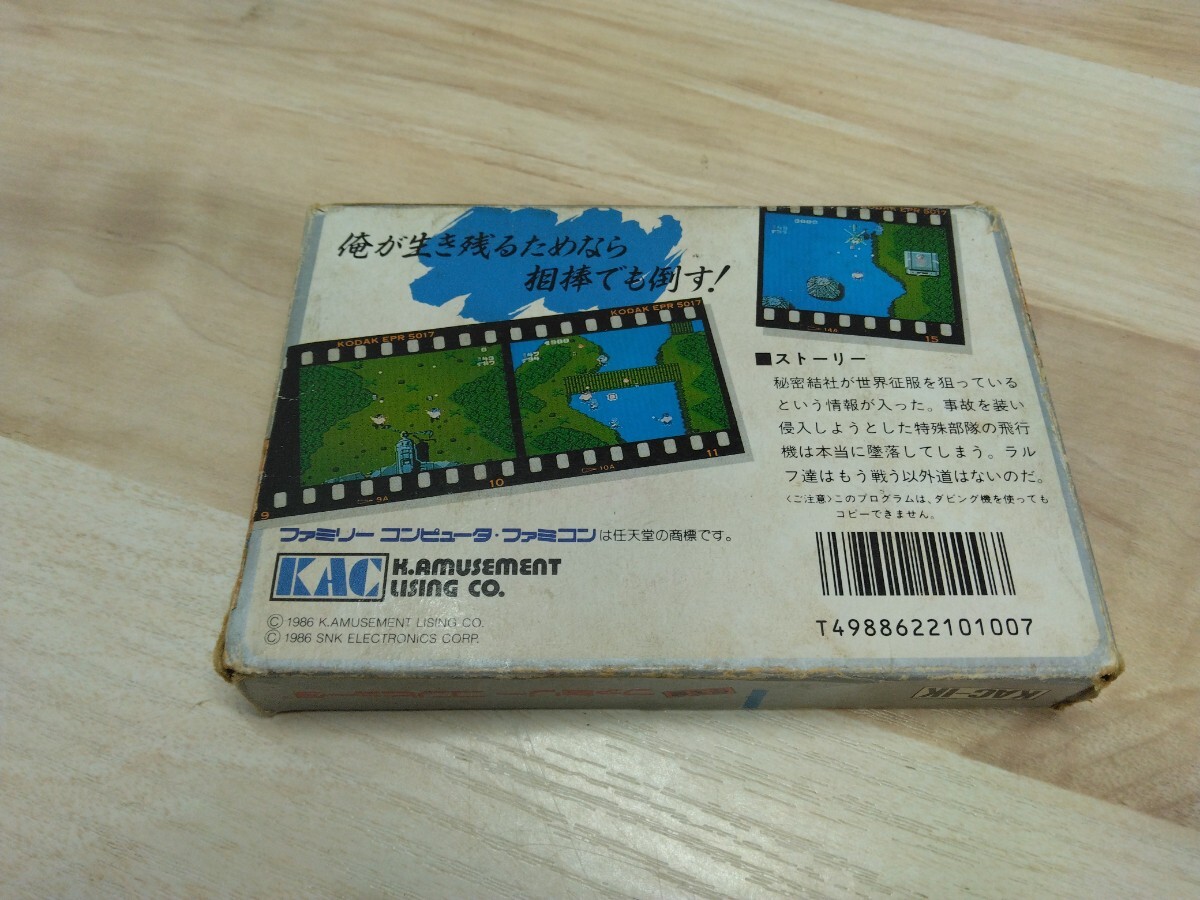 俺が生き残るためなら
相棒でも倒す!
KODAK EPR 5017
KODAK EPR 5017
9
9A
10
10A
11
KODAK EPR 5017
14A
15
■ストーリー
秘密結社が世界征服を狙っている
という情報が入った。事故を装い
侵入しようとした特殊部隊の飛行
機は本当に墜落してしまう。ラル
フ達はもう戦う以外道はないのだ。
〈ご注意〉このプログラムは、ダビング機を使っても
コピーできません。
ファミリーコンピュータ・ファミコンは任天堂の商標です。
KAC K.AMUSEMENT
LISING CO.
© 1986 K.AMUSEMENT LISING CO.
© 1986 SNK ELECTRONICS CORP.
T4988622101007
KAC-IK